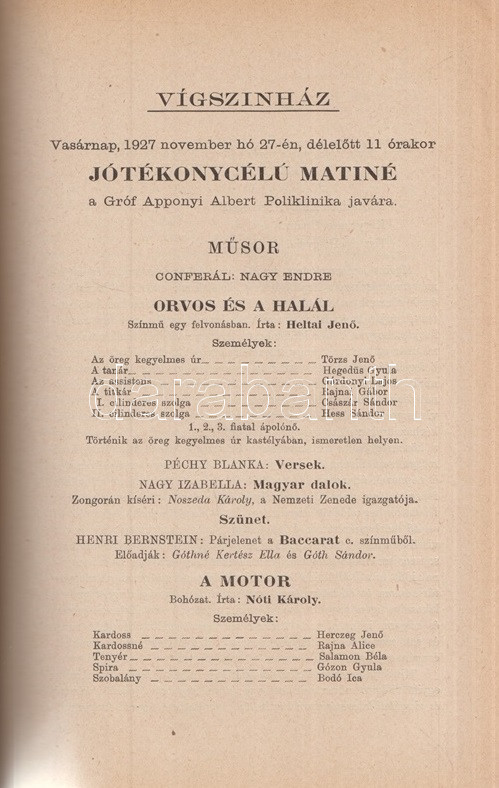 VÍGSZINHÁZ
Vasárnap, 1927 november hó 27-én, délelőtt 11 órakor
JÓTÉKONYCÉLÚ MATINÉ
a Gróf Apponyi Albert Poliklinika javára.
MŰSOR
CONFERÁL: NAGY ENDRE
ORVOS ÉS A HALÁL
Színmű egy felvonásban. Írta: Heltai Jenő.
Személyek:
Az öreg kegyelmes úr Törzs Jenő
A tanár Hegedüs Gyula
Az assistens Gárdonyi Lajos
A titkár Rajnai Gábor
I. cilinderes szolga Császár Sándor
II. cilinderes szolga Hess Sándor
1., 2., 3. fiatal ápolónő.
Történik az öreg kegyelmes úr kastélyában, ismeretlen helyen.
PÉCHY BLANKA: Versek.
NAGY IZABELLA: Magyar dalok.
Zongorán kíséri: Noszeda Károly, a Nemzeti Zenede igazgatója.
Szünet.
HENRI BERNSTEIN: Párjelenet a Baccarat c. színműből.
Előadják: Góthné Kertész Ella és Góth Sándor.
A MOTOR
Bohózat. Írta: Nóti Károly.
Személyek:
Kardoss Herczeg Jenő
Kardossné Rajna Alice
Tenyér Salamon Béla
Spira Gózon Gyula
Szobalány Bodó Ica
darabanth.com